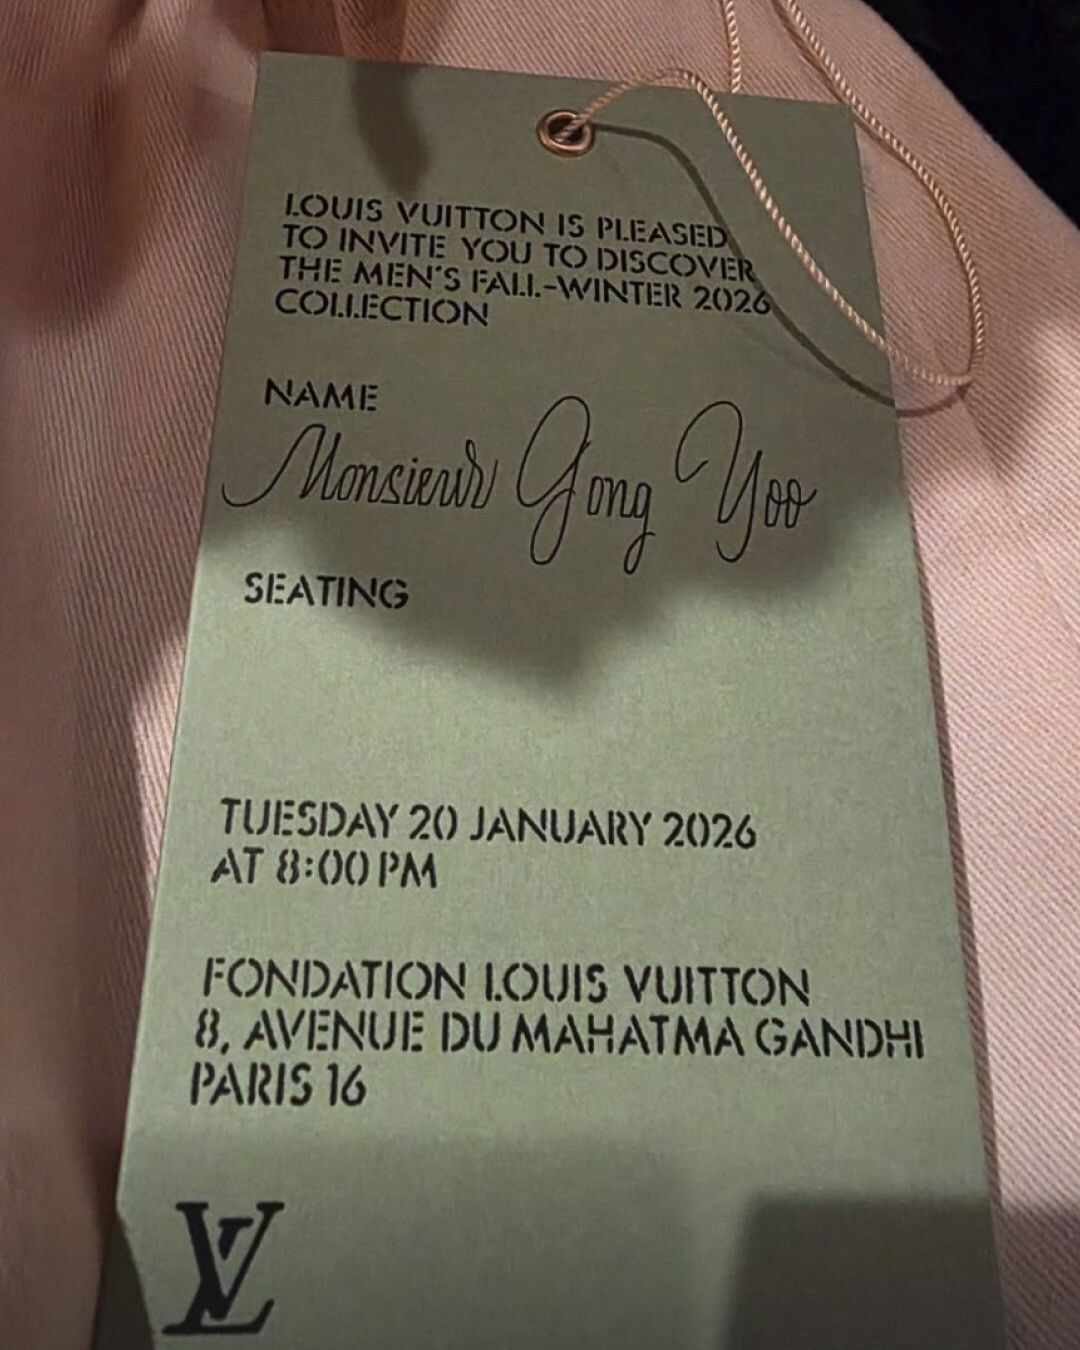 LOUIS VUITTON IS PLEASED
TO INVITE YOU TO DISCOVER
THE MEN'S FALL-WINTER 2026
COLLECTION
NAME
Monsieur Gong Yoo
SEATING
TUESDAY 20 JANUARY 2026
AT 8:00 PM
FONDATION LOUIS VUITTON
8, AVENUE DU MAHATMA GANDHI
PARIS 16
LV